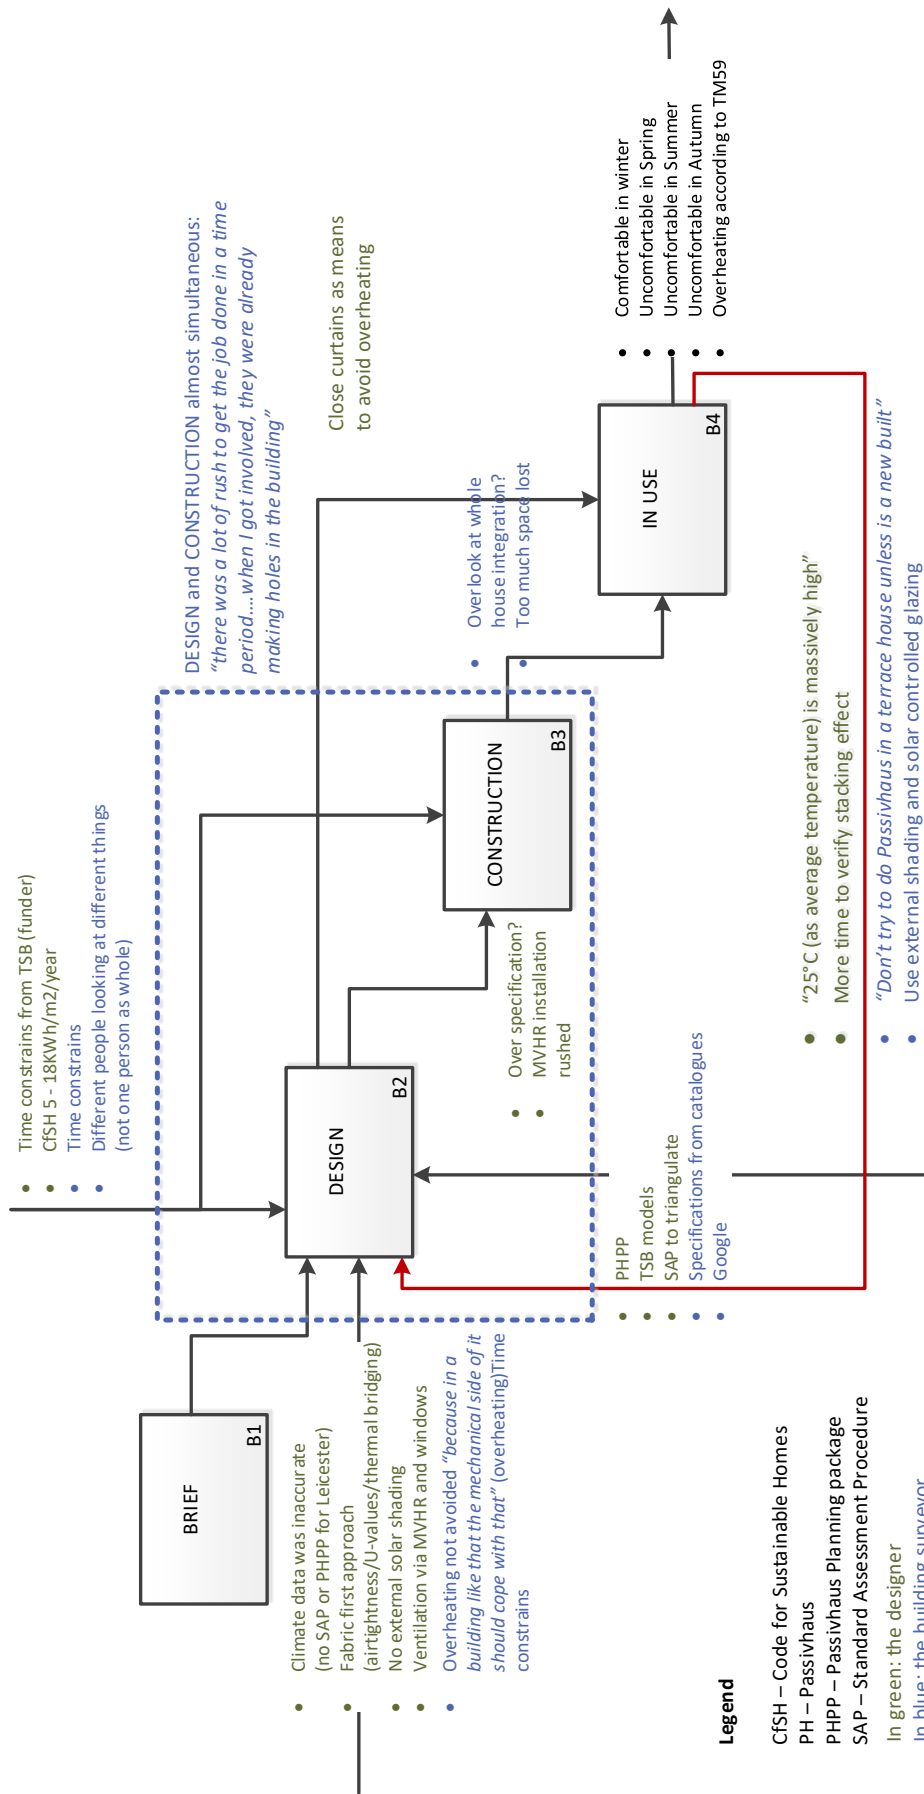 Time constrains from TSB (funder)
CfSH 5 - 18KWh/m2/year
Time constrains
Different people looking at different things
(not one person as whole)
DESIGN and CONSTRUCTION almost simultaneous:
“there was a lot of rush to get the job done in a time
period....when I got involved, they were already
making holes in the building”
Close curtains as means
to avoid overheating
BRIEF
B1
DESIGN
B2
CONSTRUCTION
B3
IN USE
B4
Over look at whole
house integration?
Too much space lost
Over specification?
MVHR installation
rushed
Climate data was inaccurate
(no SAP or PHPP for Leicester)
Fabric first approach
(airtightness/U-values/thermal bridging)
No external solar shading
Ventilation via MVHR and windows
Overheating not avoided “because in a
building like that the mechanical side of it
should cope with that” (overheating)Time
constrains
Comfortable in winter
Uncomfortable in Spring
Uncomfortable in Summer
Uncomfortable in Autumn
Overheating according to TM59
PHPP
TSB models
SAP to triangulate
Specifications from catalogues
Google
“25°C (as average temperature) is massively high”
More time to verify stacking effect
“Don’t try to do Passivhaus in a terrace house unless is a new built”
Use external shading and solar controlled glazing
Legend
CfSH – Code for Sustainable Homes
PH – Passivhaus
PHPP – Passivhaus Planning package
SAP – Standard Assessment Procedure
In green: the designer
In blue: the building surveyor